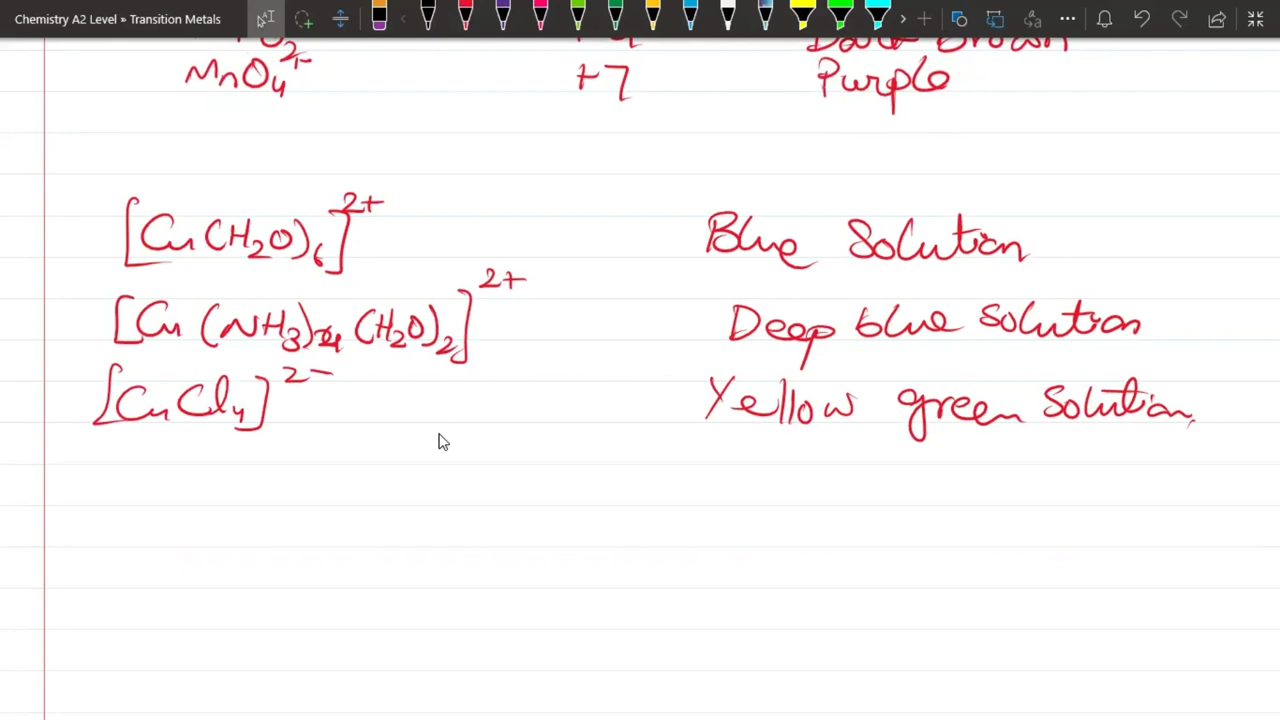 Chemistry A2 Level » Transition Metals
MnO₄⁺ +7 Purple
[Cu(H₂O)₆]²⁺ Blue Solution
[Cu(NH₃)₄(H₂O)₂]²⁺ Deep blue solution
[CuCl₄]²⁻ Yellow green solution